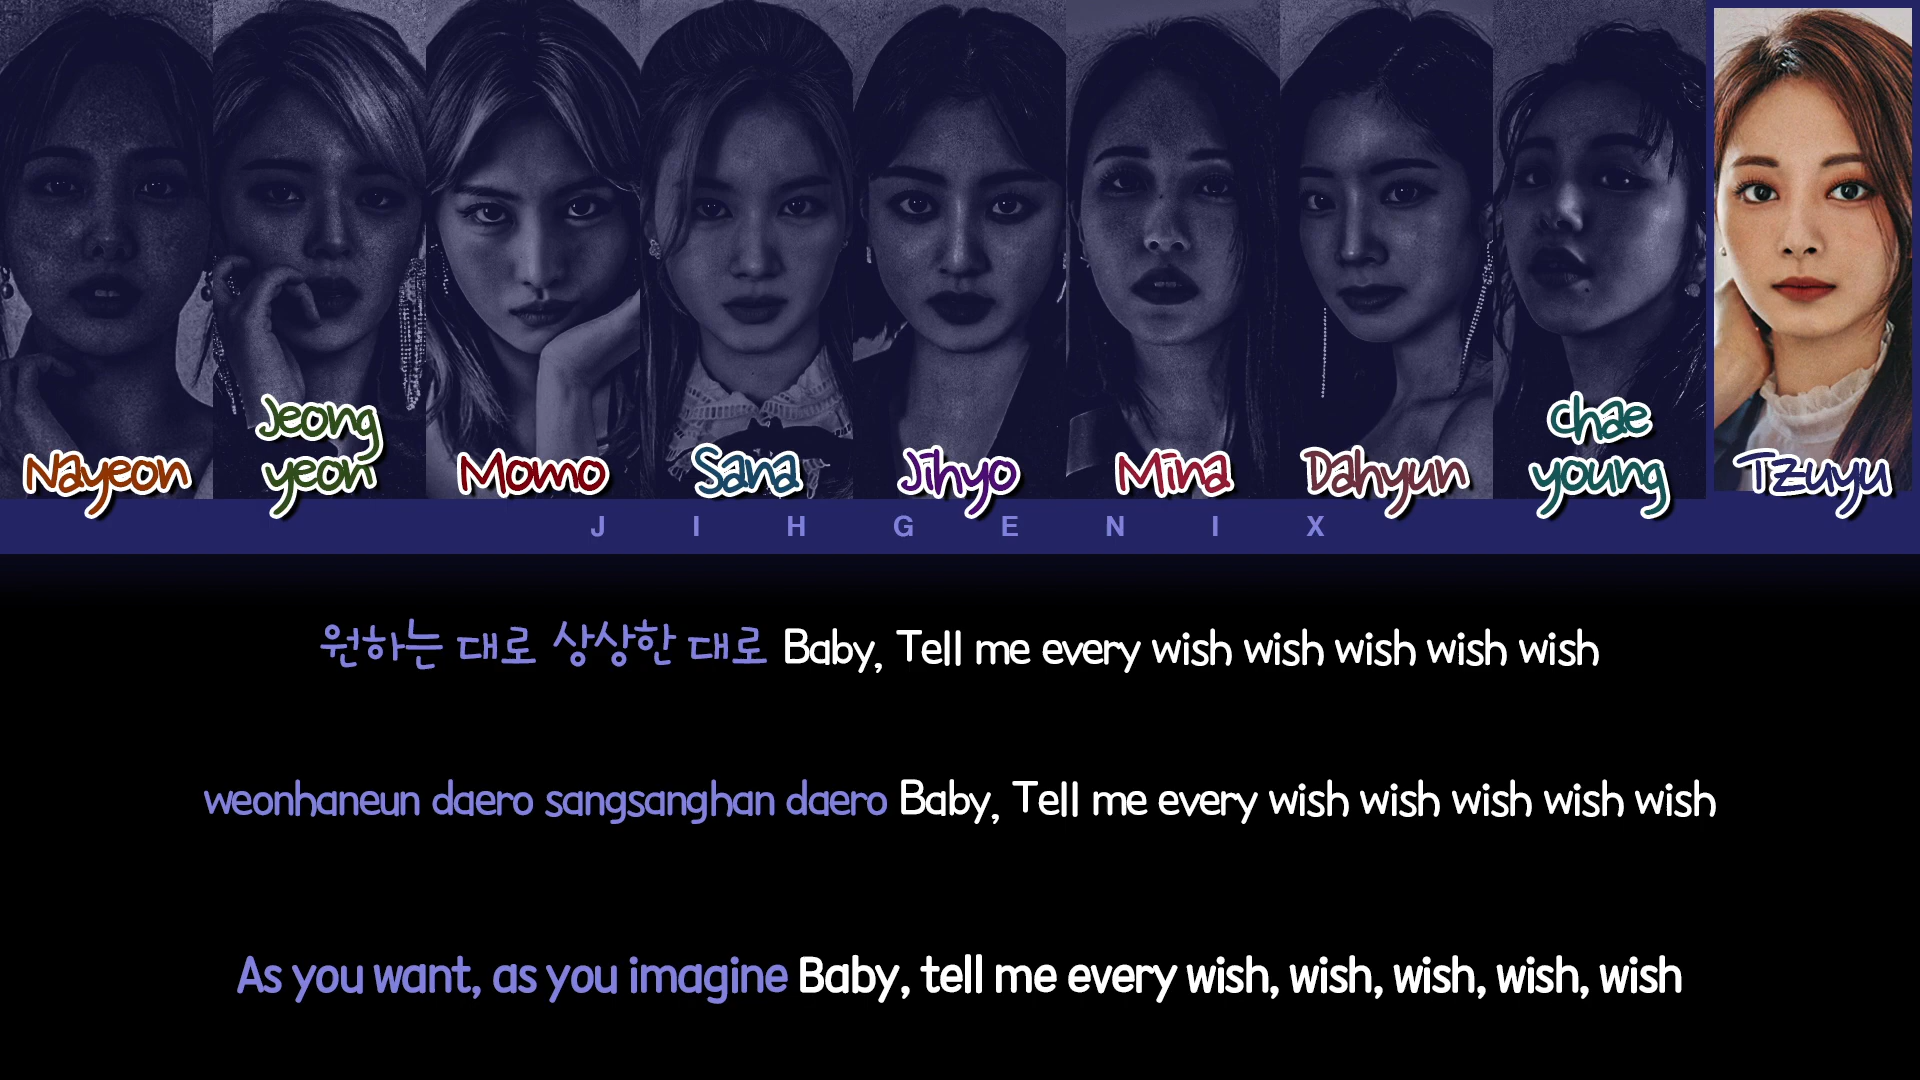 Nayeon
Jeong
yeon
Momo
Sana
Jihyo
Mina
Dahyun
chae
young
Tzuyu
J I H G E N I X
원하는 대로 상상한 대로 Baby, Tell me every wish wish wish wish wish
weonhaneun daero sangsanghan daero Baby, Tell me every wish wish wish wish wish
As you want, as you imagine Baby, tell me every wish, wish, wish, wish, wish